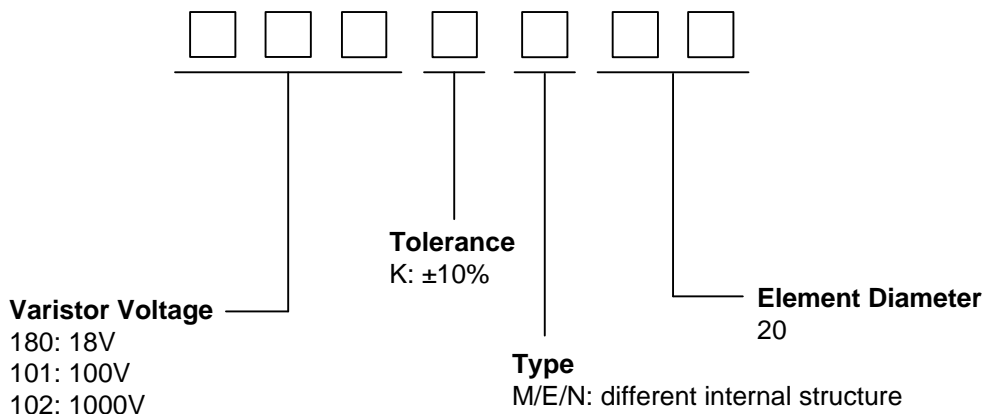 Tolerance
K: ±10%
Varistor Voltage
180: 18V
101: 100V
102: 1000V
Element Diameter
20
Type
M/E/N: different internal structure